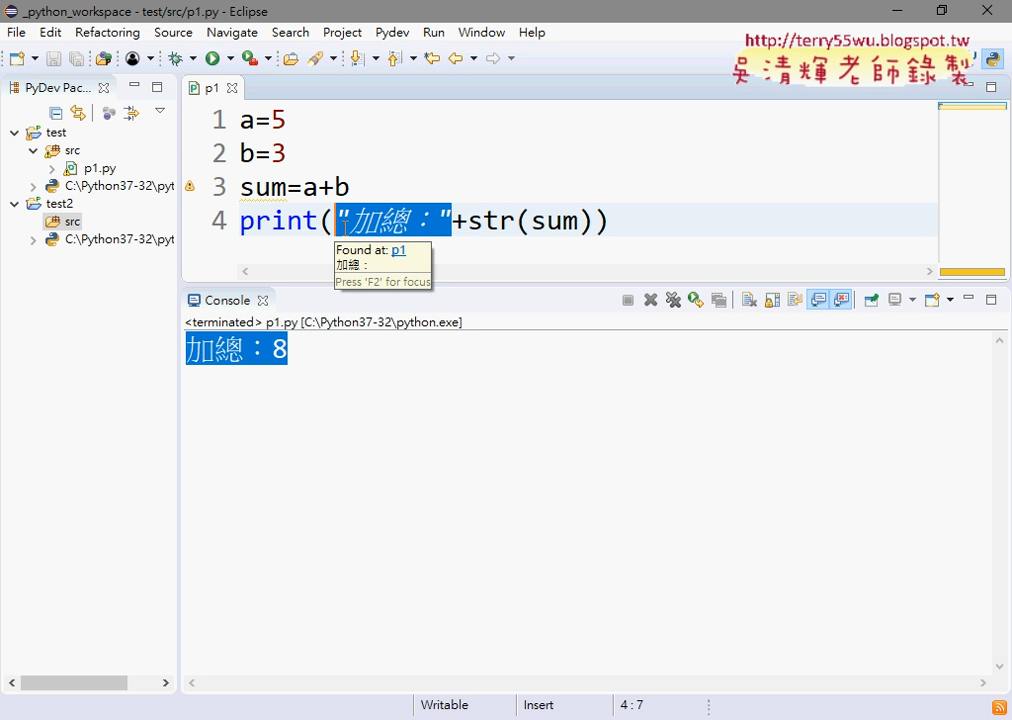 _python_workspace - test/src/p1.py - Eclipse
File Edit Refactoring Source Navigate Search Project Pydev Run Window Help
http://terry55wu.blogspot.tw
吳清輝老師錄製
PyDev Pac...
p1
test
src
p1.py
C:\Python37-32\pyt
test2
src
C:\Python37-32\pyt
1 a=5
2 b=3
3 sum=a+b
4 print("加總："+str(sum))
Found at: p1
加總：
Press 'F2' for focus
Console
<terminated> p1.py [C:\Python37-32\python.exe]
加總：8
Writable Insert 4 : 7